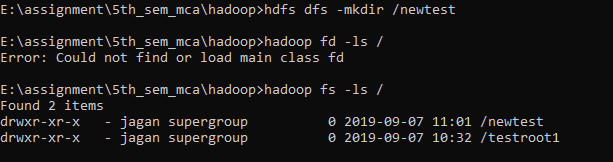 E:\assignment\5th_sem_mca\hadoop>hdfs dfs -mkdir /newtest
E:\assignment\5th_sem_mca\hadoop>hadoop fd -ls /
Error: Could not find or load main class fd
E:\assignment\5th_sem_mca\hadoop>hadoop fs -ls /
Found 2 items
drwxr-xr-x   - jagan supergroup          0 2019-09-07 11:01 /newtest
drwxr-xr-x   - jagan supergroup          0 2019-09-07 10:32 /testroot1